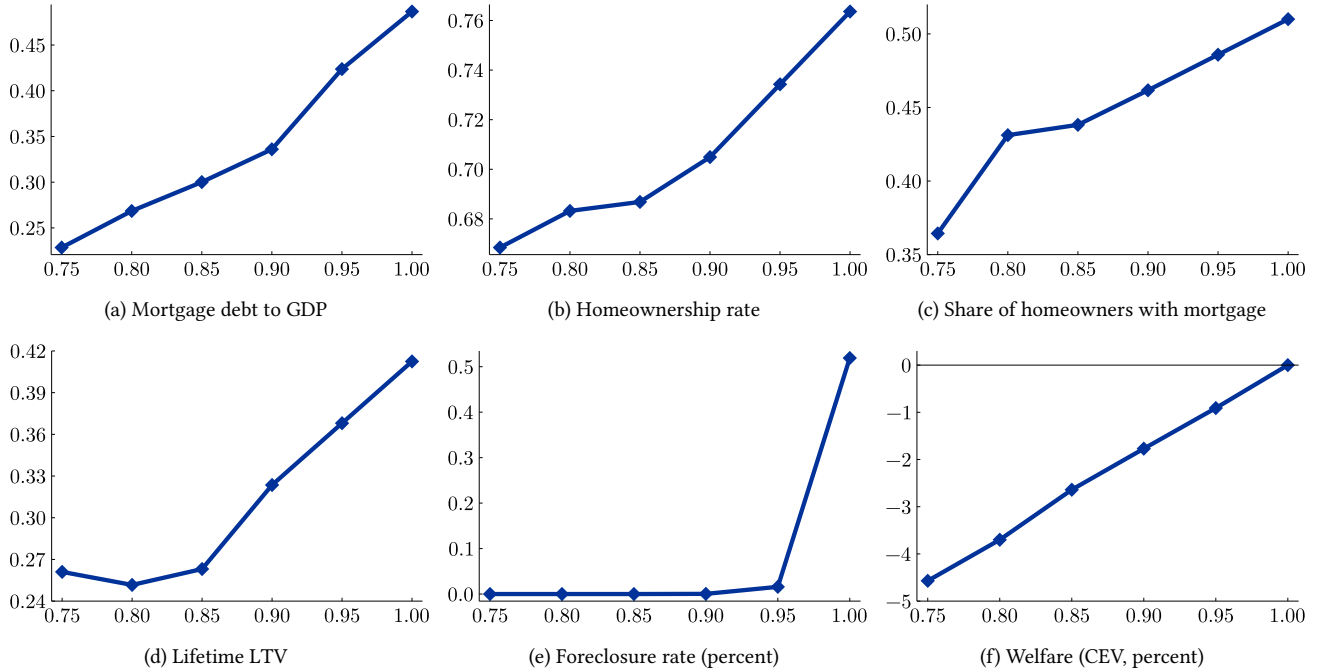 0.45
0.40
0.35
0.30
0.25
0.75 0.80 0.85 0.90 0.95 1.00
(a) Mortgage debt to GDP
0.76
0.74
0.72
0.70
0.68
0.75 0.80 0.85 0.90 0.95 1.00
(b) Homeownership rate
0.50
0.45
0.40
0.35
0.75 0.80 0.85 0.90 0.95 1.00
(c) Share of homeowners with mortgage
0.42
0.39
0.36
0.33
0.30
0.27
0.24
0.75 0.80 0.85 0.90 0.95 1.00
(d) Lifetime LTV
0.5
0.4
0.3
0.2
0.1
0.0
0.75 0.80 0.85 0.90 0.95 1.00
(e) Foreclosure rate (percent)
0
−1
−2
−3
−4
−5
0.75 0.80 0.85 0.90 0.95 1.00
(f) Welfare (CEV, percent)